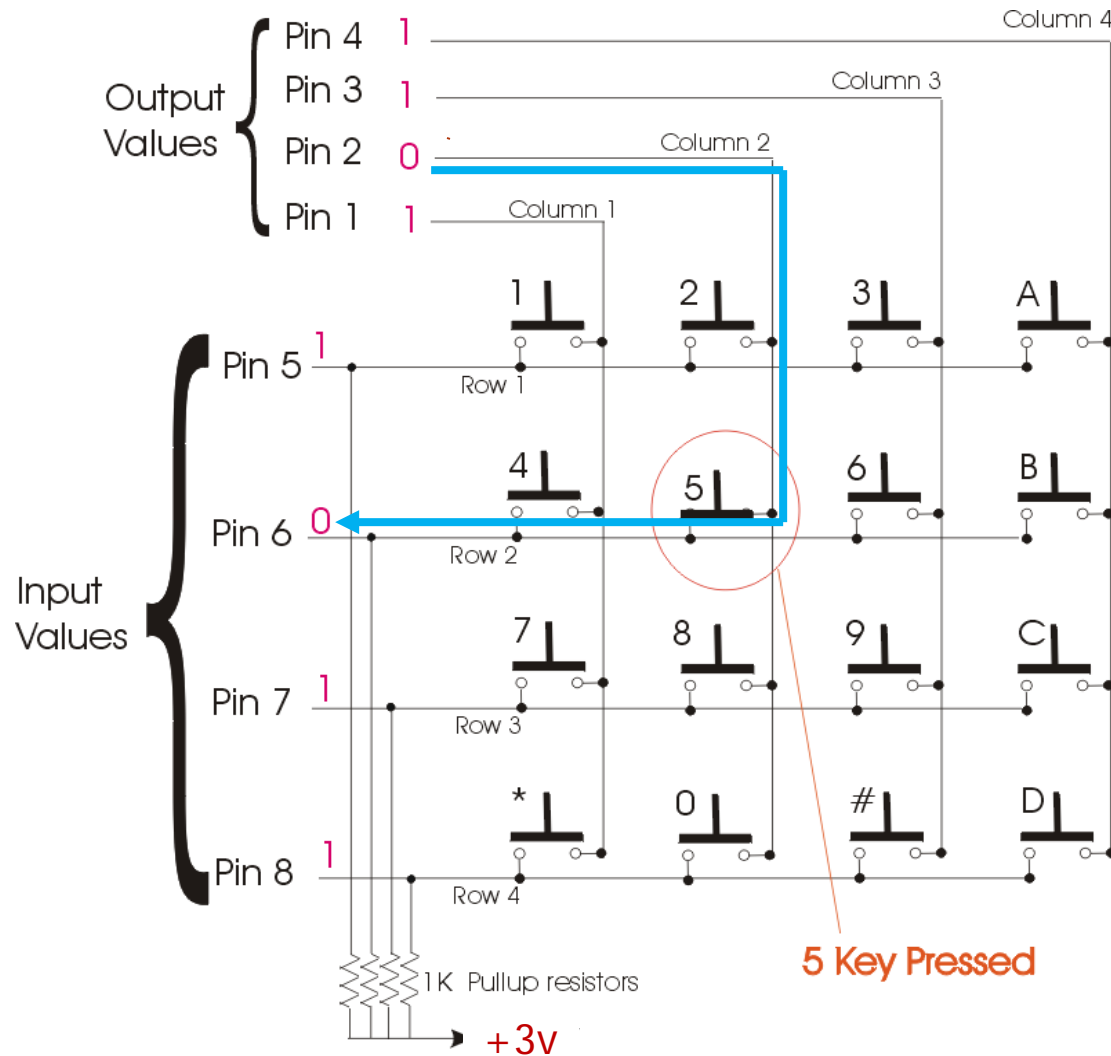 Column 4
Pin 4 1
Column 3
Pin 3 1
Output
Values
Column 2
Pin 2 0
Column 1
Pin 1 1
1 2 3 A
Pin 5 1
Row 1
4 5 6 B
Pin 6 0
Row 2
Input
Values
7 8 9 C
Pin 7 1
Row 3
* 0 # D
Pin 8 1
Row 4
5 Key Pressed
1K Pullup resistors
+3v